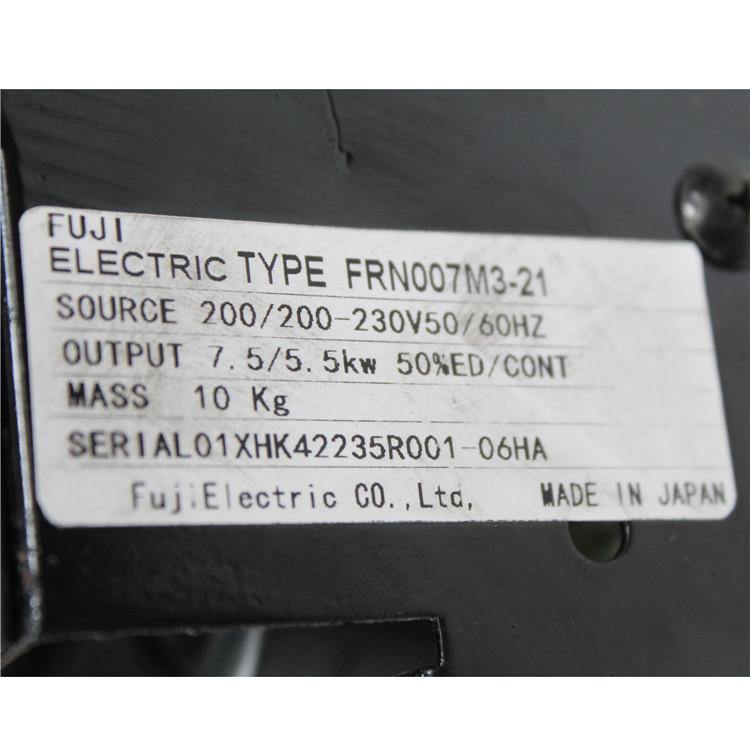 FUJI
ELECTRIC TYPE FRN007M3-21
SOURCE 200/200-230V50/60HZ
OUTPUT 7.5/5.5kw 50%ED/CONT
MASS 10 Kg
SERIAL01XHK42235R001-06HA
Fuji Electric CO.,Ltd, MADE IN JAPAN